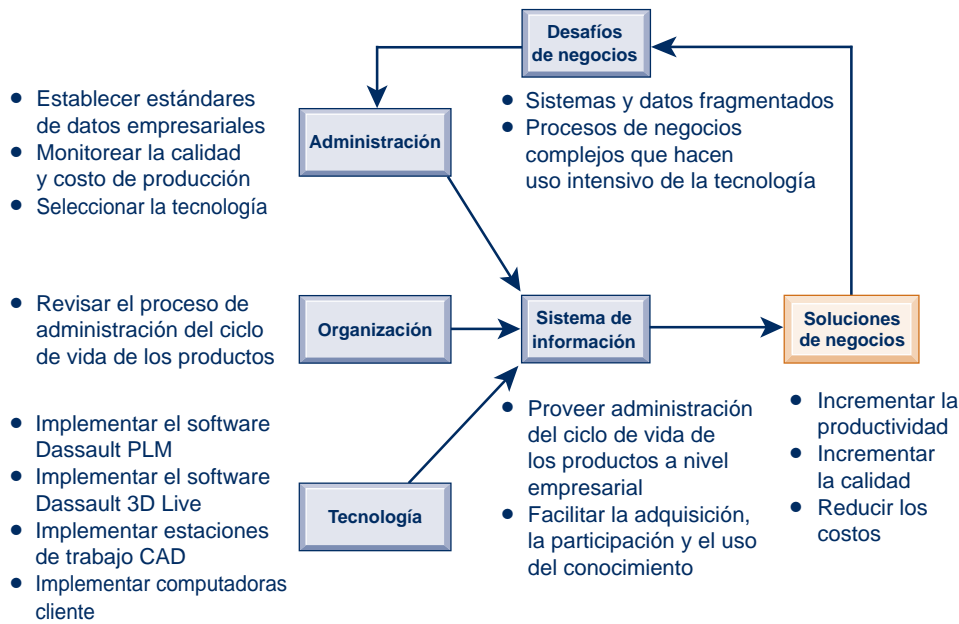 Desafíos
de negocios
• Establecer estándares
de datos empresariales
• Monitorear la calidad
y costo de producción
• Seleccionar la tecnología
Administración
• Sistemas y datos fragmentados
• Procesos de negocios
complejos que hacen
uso intensivo de la tecnología
• Revisar el proceso de
administración del ciclo
de vida de los productos
Organización
Sistema de
información
Soluciones
de negocios
• Implementar el software
Dassault PLM
• Implementar el software
Dassault 3D Live
• Implementar estaciones
de trabajo CAD
• Implementar computadoras
cliente
Tecnología
• Proveer administración
del ciclo de vida de
los productos a nivel
empresarial
• Facilitar la adquisición,
la participación y el uso
del conocimiento
• Incrementar la
productividad
• Incrementar
la calidad
• Reducir los
costos